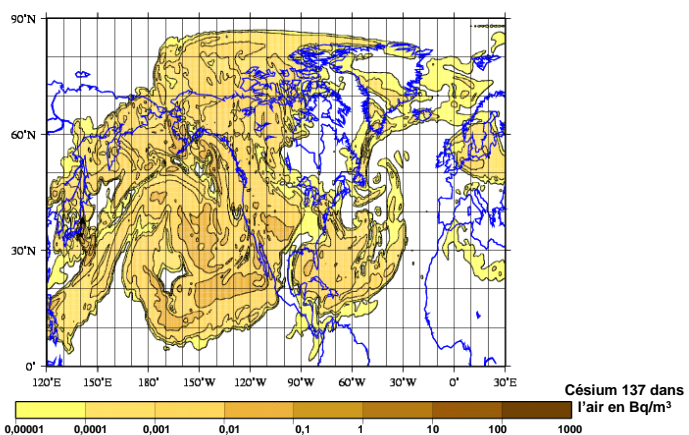 90°N
60°N
30°N
0°
120°E 150°E 180° 150°W 120°W 90°W 60°W 30°W 0° 30°E
Césium 137 dans
l'air en Bq/m³
0,00001 0,0001 0,001 0,01 0,1 1 10 100 1000